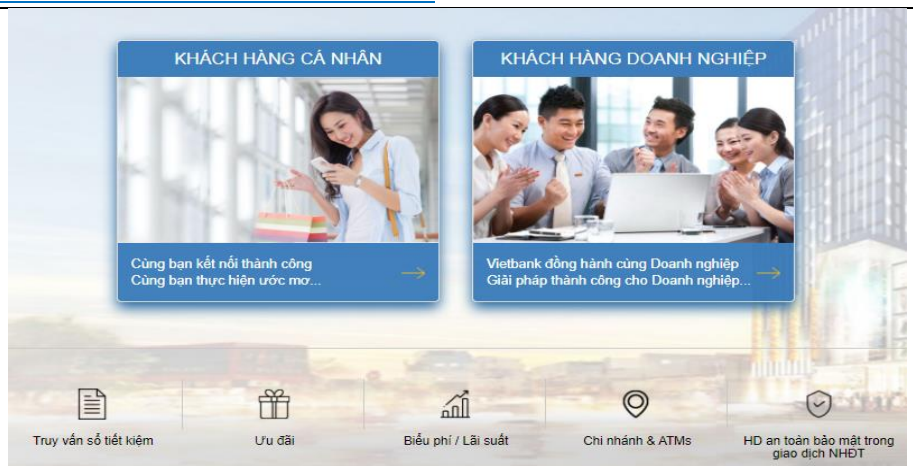 KHÁCH HÀNG CÁ NHÂN
Cùng bạn kết nối thành công
Cùng bạn thực hiện ước mơ...
KHÁCH HÀNG DOANH NGHIỆP
Vietbank đồng hành cùng Doanh nghiệp
Giải pháp thành công cho Doanh nghiệp...
Truy vấn sổ tiết kiệm
Ưu đãi
Biểu phí / Lãi suất
Chi nhánh & ATMs
HD an toàn bảo mật trong
giao dịch NHĐT